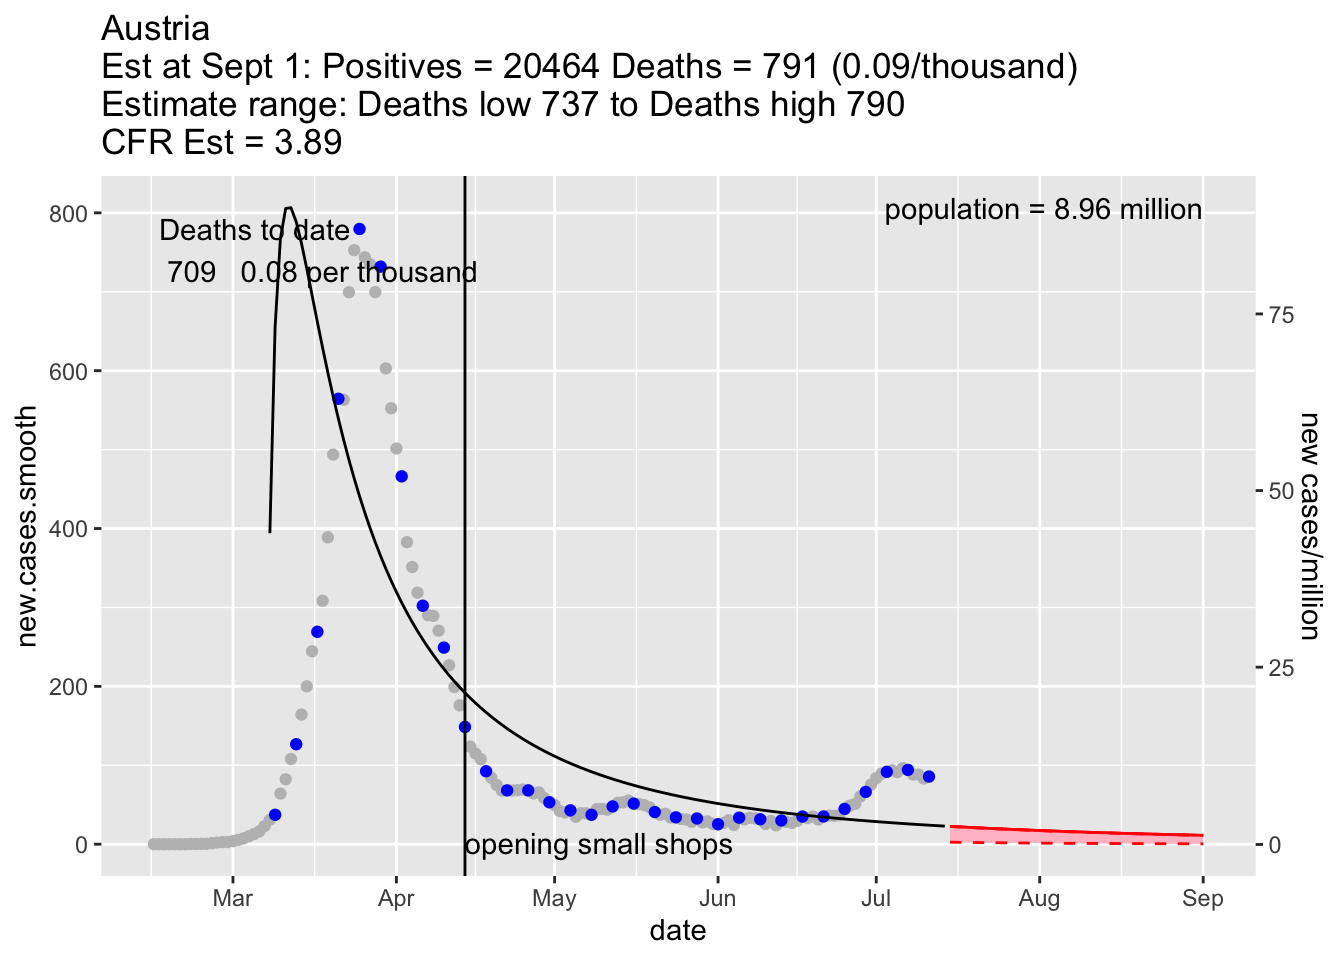 Austria
Est at Sept 1: Positives = 20464 Deaths = 791 (0.09/thousand)
Estimate range: Deaths low 737 to Deaths high 790
CFR Est = 3.89
population = 8.96 million
Deaths to date
709 0.08 per thousand
800
600
400
200
0
new.cases.smooth
75
50
25
0
new cases/million
opening small shops
Mar Apr May Jun Jul Aug Sep
date